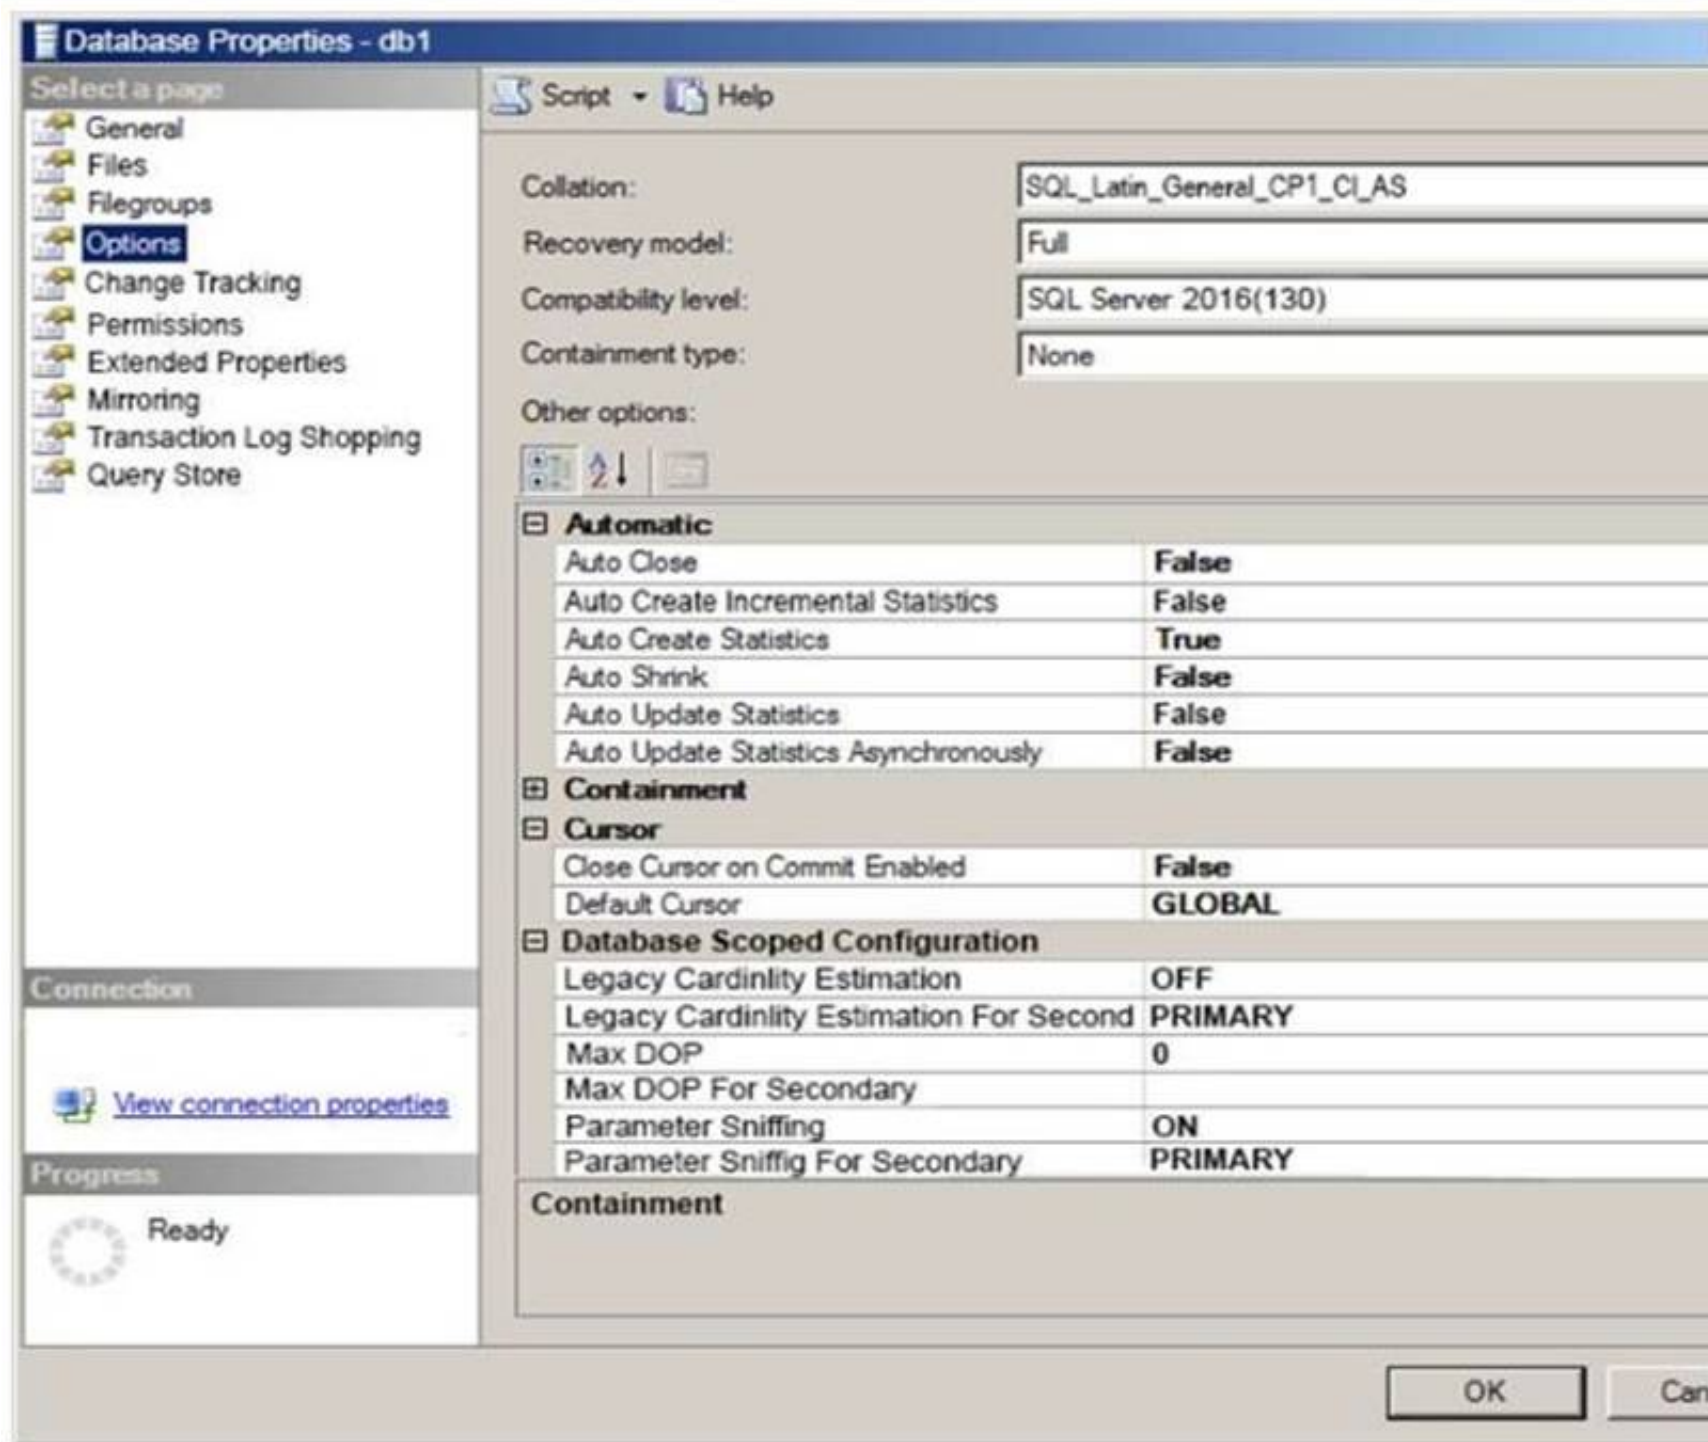 Database Properties - db1
Select a page
General
Files
Filegroups
Options
Change Tracking
Permissions
Extended Properties
Mirroring
Transaction Log Shopping
Query Store
Connection
View connection properties
Progress
Ready
Script Help
Collation: SQL_Latin_General_CP1_CI_AS
Recovery model: Full
Compatibility level: SQL Server 2016(130)
Containment type: None
Other options:
Automatic
Auto Close False
Auto Create Incremental Statistics False
Auto Create Statistics True
Auto Shrink False
Auto Update Statistics False
Auto Update Statistics Asynchronously False
Containment
Cursor
Close Cursor on Commit Enabled False
Default Cursor GLOBAL
Database Scoped Configuration
Legacy Cardinlity Estimation OFF
Legacy Cardinlity Estimation For Second PRIMARY
Max DOP 0
Max DOP For Secondary
Parameter Sniffing ON
Parameter Sniffig For Secondary PRIMARY
Containment
OK Can